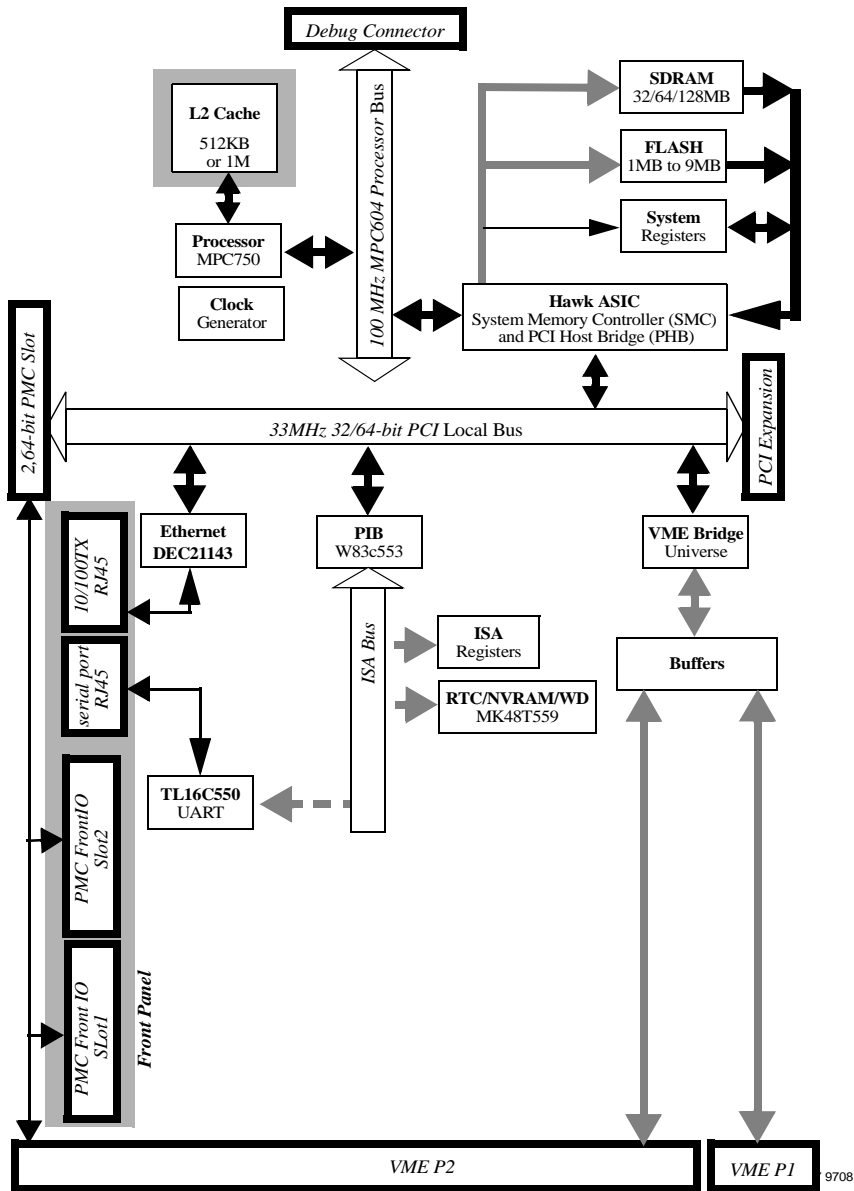 Debug Connector
L2 Cache
512KB
or 1M
SDRAM
32/64/128MB
FLASH
1MB to 9MB
System
Registers
100 MHz MPC604 Processor Bus
Processor
MPC750
Clock
Generator
Hawk ASIC
System Memory Controller (SMC)
and PCI Host Bridge (PHB)
2,64-bit PMC Slot
33MHz 32/64-bit PCI Local Bus
PCI Expansion
10/100TX
RJ45
Ethernet
DEC21143
PIB
W83c553
VME Bridge
Universe
ISA Bus
ISA
Registers
Buffers
serial port
RJ45
RTC/NVRAM/WD
MK48T559
TL16C550
UART
PMC FrontIO
Slot2
PMC Front IO
SLot1
Front Panel
VME P2
VME P1
9708